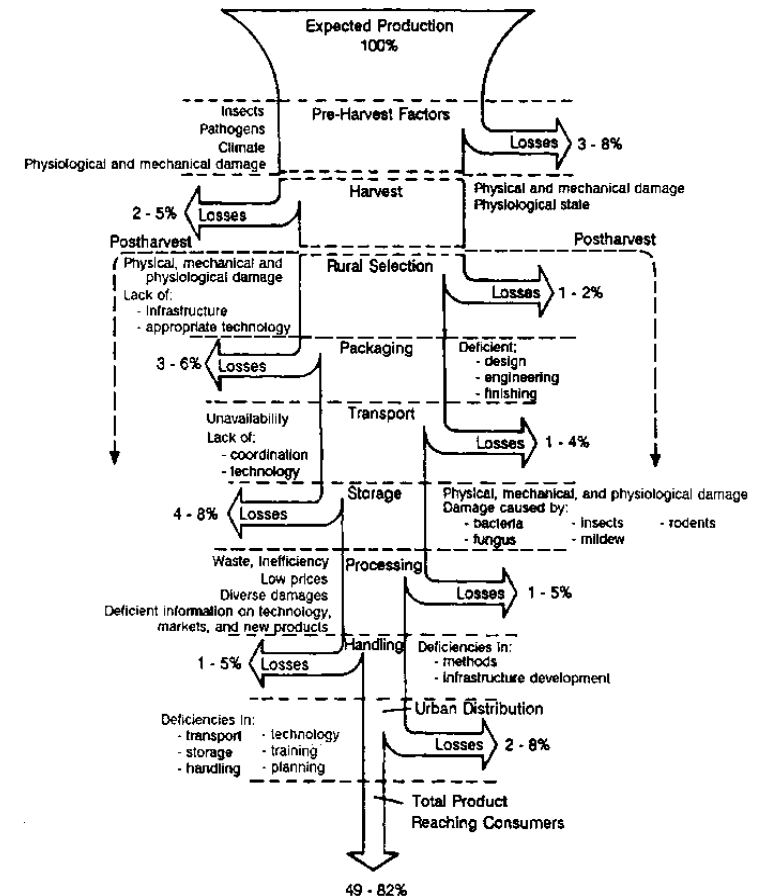 Expected Production
100%
Insects
Pathogens
Climate
Physiological and mechanical damage
Pre-Harvest Factors
Losses 3 - 8%
Harvest
Physical and mechanical damage
Physiological state
2 - 5% Losses
Postharvest
Postharvest
Physical, mechanical and
physiological damage
Lack of:
- infrastructure
- appropriate technology
Rural Selection
Losses 1 - 2%
3 - 6% Losses
Packaging
Deficient:
- design
- engineering
- finishing
Unavailability
Lack of:
- coordination
- technology
Transport
Losses 1 - 4%
4 - 8% Losses
Storage
Physical, mechanical, and physiological damage
Damage caused by:
- bacteria - insects - rodents
- fungus - mildew
Waste, Inefficiency
Low prices
Diverse damages
Deficient information on technology,
markets, and new products
Processing
Losses 1 - 5%
1 - 5% Losses
Handling
Deficiencies in:
- methods
- infrastructure development
Urban Distribution
Deficiencies in:
- transport - technology
- storage - training
- handling - planning
Losses 2 - 8%
Total Product
Reaching Consumers
49 - 82%